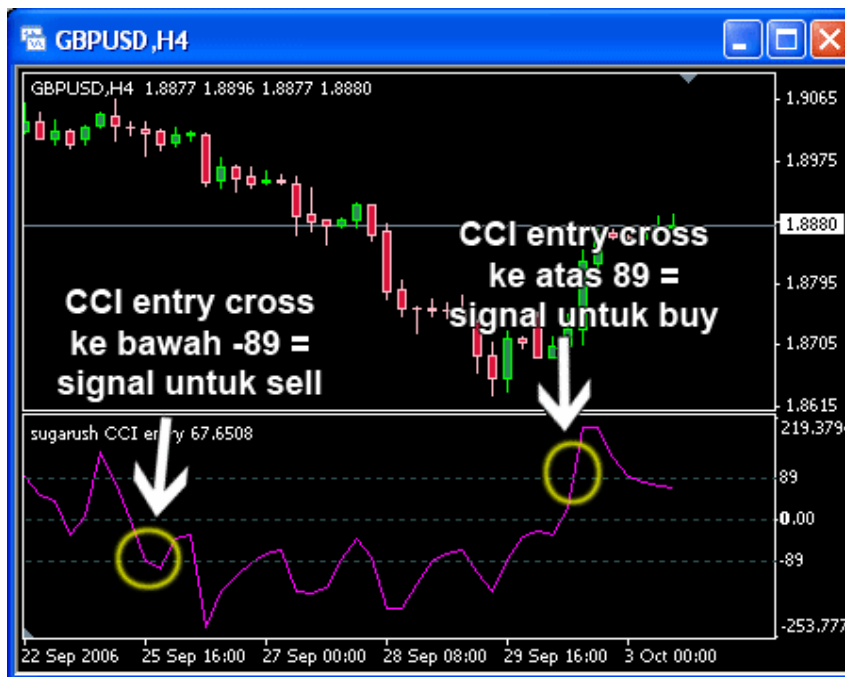 GBPUSD,H4
GBPUSD,H4 1.8877 1.8896 1.8877 1.8880
1.9065
1.8975
1.8880
1.8795
1.8705
1.8615
CCI entry cross
ke atas 89 =
signal untuk buy
CCI entry cross
ke bawah -89 =
signal untuk sell
sugarush CCI entry 67.6508
219.379
89
0.00
-89
-253.777
22 Sep 2006 25 Sep 16:00 27 Sep 00:00 28 Sep 08:00 29 Sep 16:00 3 Oct 00:00